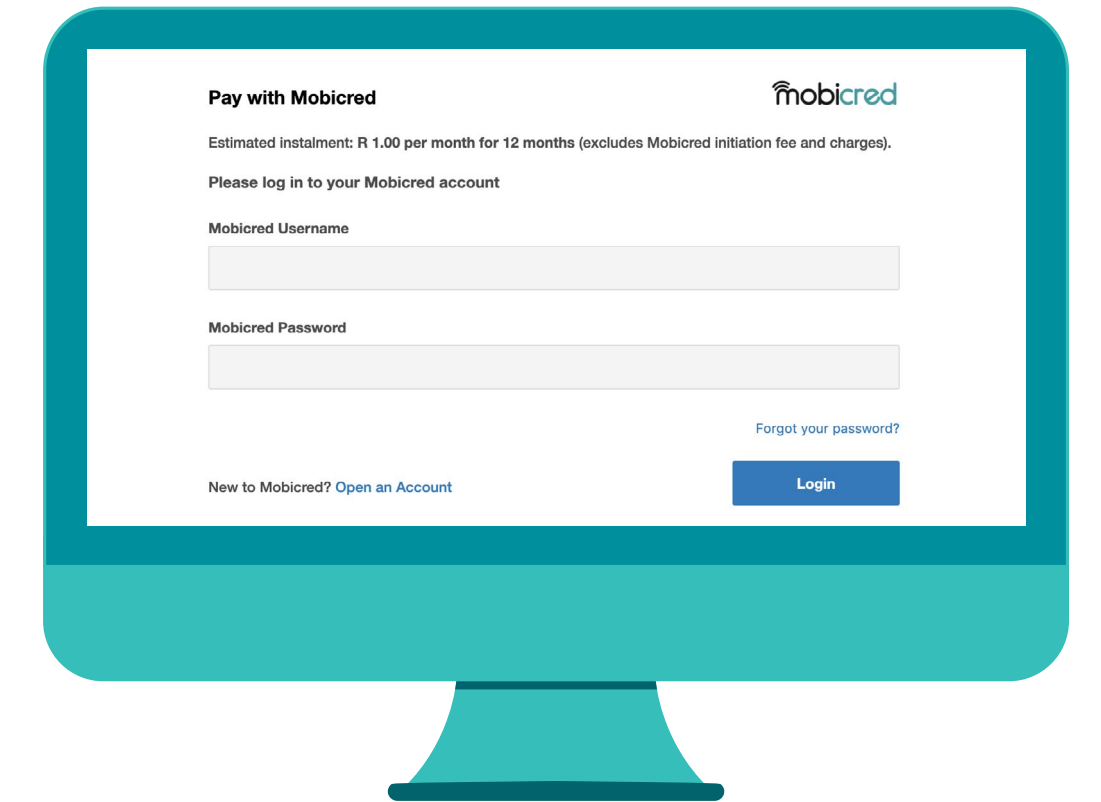 Pay with Mobicred
mobicred
Estimated instalment: R 1.00 per month for 12 months (excludes Mobicred initiation fee and charges).
Please log in to your Mobicred account
Mobicred Username
Mobicred Password
Forgot your password?
New to Mobicred? Open an Account
Login